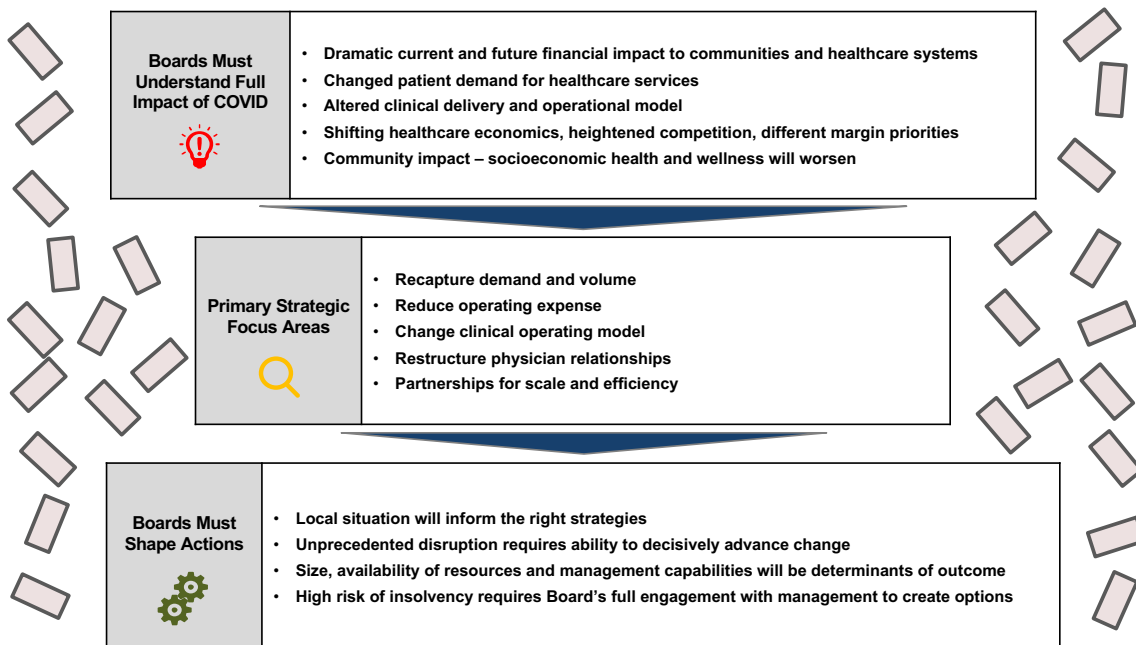 Boards Must
Understand Full
Impact of COVID
• Dramatic current and future financial impact to communities and healthcare systems
• Changed patient demand for healthcare services
• Altered clinical delivery and operational model
• Shifting healthcare economics, heightened competition, different margin priorities
• Community impact – socioeconomic health and wellness will worsen
Primary Strategic
Focus Areas
• Recapture demand and volume
• Reduce operating expense
• Change clinical operating model
• Restructure physician relationships
• Partnerships for scale and efficiency
Boards Must
Shape Actions
• Local situation will inform the right strategies
• Unprecedented disruption requires ability to decisively advance change
• Size, availability of resources and management capabilities will be determinants of outcome
• High risk of insolvency requires Board's full engagement with management to create options